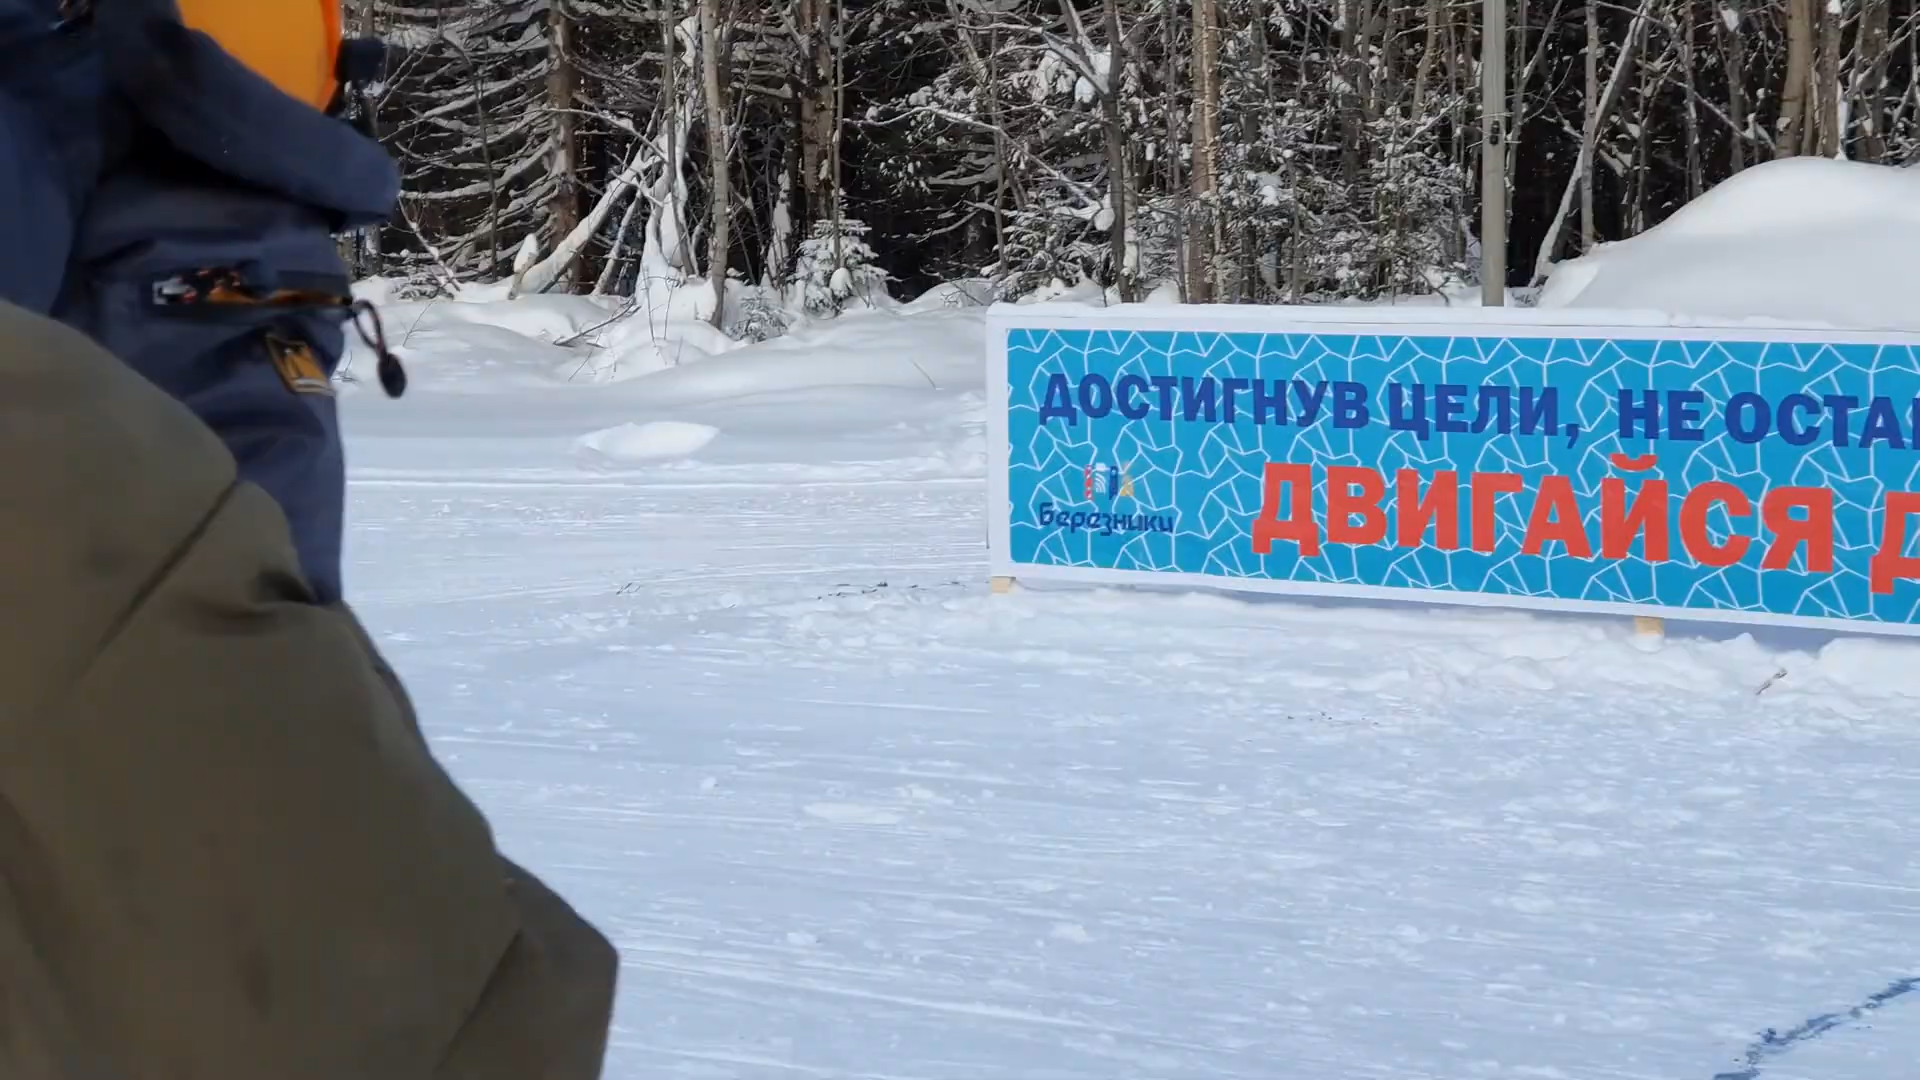 ДОСТИГНУВ ЦЕЛИ, НЕ ОСТА
ДВИГАЙСЯ Д
Березники